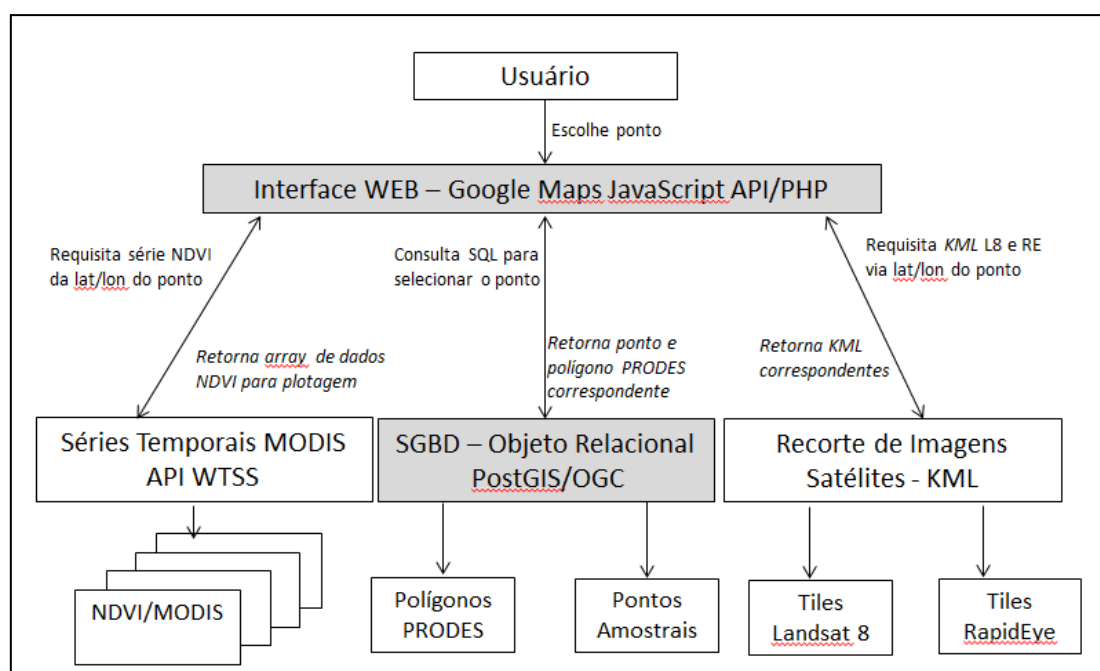 Usuário
Escolhe ponto
Interface WEB – Google Maps JavaScript API/PHP
Requisita série NDVI
da lat/lon do ponto
Consulta SQL para
selecionar o ponto
Requisita KML L8 e RE
via lat/lon do ponto
Retorna array de dados
NDVI para plotagem
Retorna ponto e
polígono PRODES
correspondente
Retorna KML
correspondentes
Séries Temporais MODIS
API WTSS
SGBD – Objeto Relacional
PostGIS/OGC
Recorte de Imagens
Satélites - KML
NDVI/MODIS
Polígonos
PRODES
Pontos
Amostrais
Tiles
Landsat 8
Tiles
RapidEye